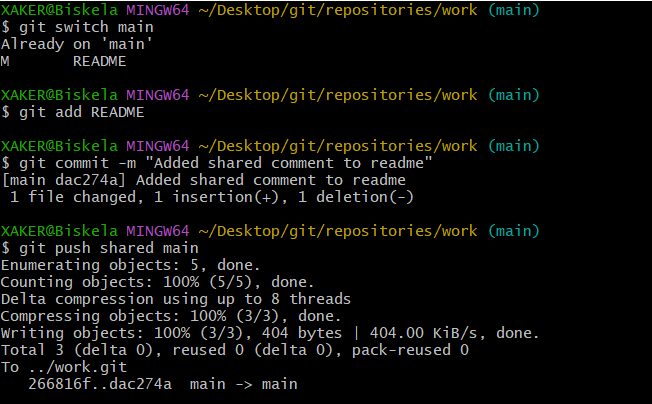 XAKER@Biskela MINGW64 ~/Desktop/git/repositories/work (main)
$ git switch main
Already on 'main'
M       README
XAKER@Biskela MINGW64 ~/Desktop/git/repositories/work (main)
$ git add README
XAKER@Biskela MINGW64 ~/Desktop/git/repositories/work (main)
$ git commit -m "Added shared comment to readme"
[main dac274a] Added shared comment to readme
 1 file changed, 1 insertion(+), 1 deletion(-)
XAKER@Biskela MINGW64 ~/Desktop/git/repositories/work (main)
$ git push shared main
Enumerating objects: 5, done.
Counting objects: 100% (5/5), done.
Delta compression using up to 8 threads
Compressing objects: 100% (3/3), done.
Writing objects: 100% (3/3), 404 bytes | 404.00 KiB/s, done.
Total 3 (delta 0), reused 0 (delta 0), pack-reused 0
To ../work.git
   266816f..dac274a  main -> main